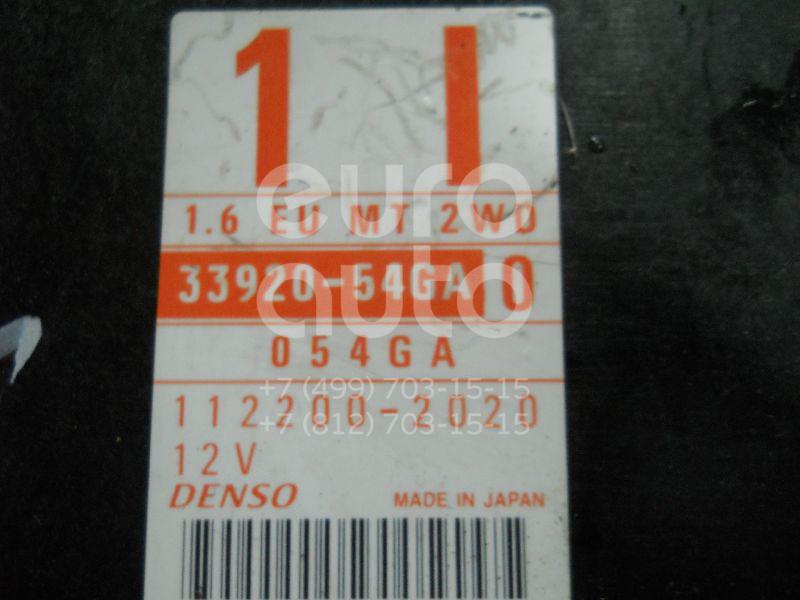 1 I
1.6 EU MT 2WD
33920-54GA 0
054GA
112200-2020
12V
DENSO MADE IN JAPAN
euro
auto
+7 (499) 703-15-15
+7 (812) 703-15-15